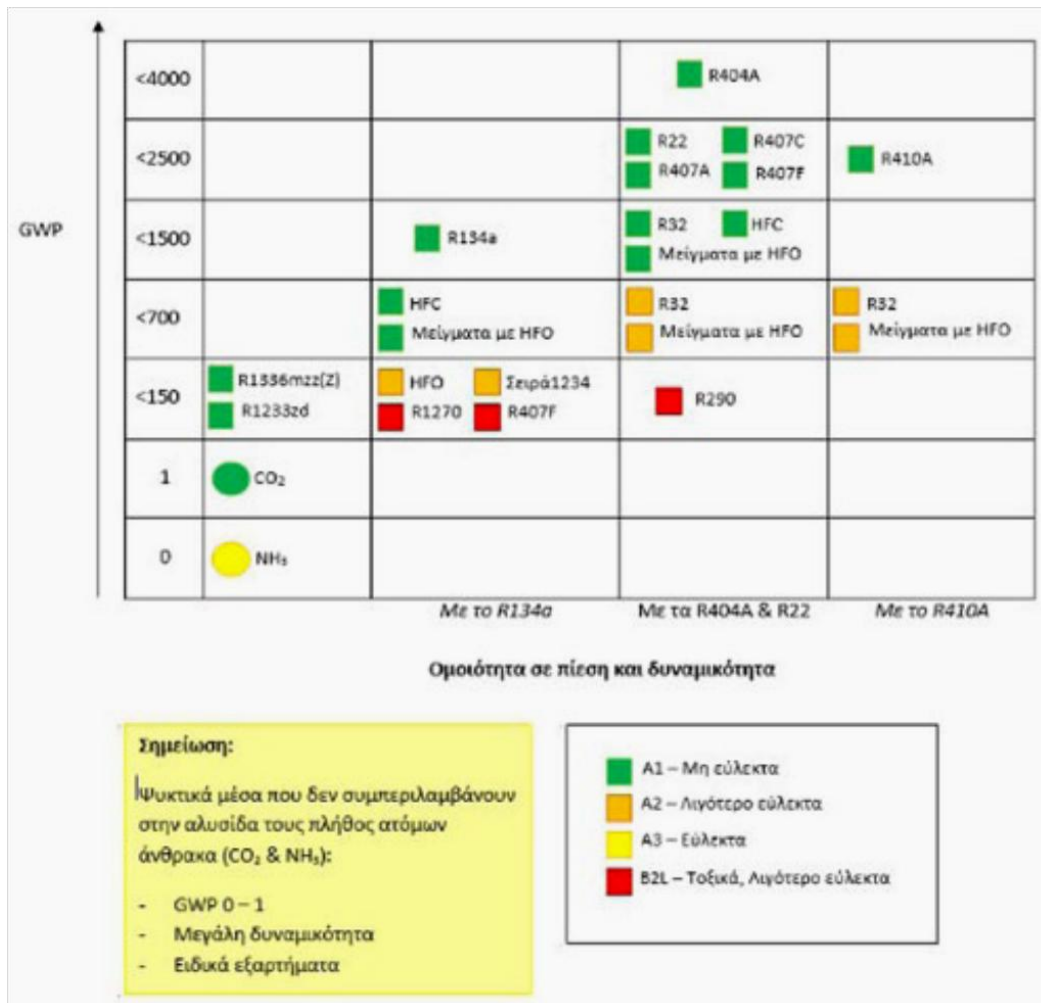 <4000
R404A
R22 R407C
<2500
R410A
R407A R407F
GWP
<1500
R134a
R32 HFC
Μείγματα με HFO
<700
HFC
Μείγματα με HFO
R32
Μείγματα με HFO
R32
Μείγματα με HFO
<150
R1336mzz(Z)
R1233zd
HFO Σειρά1234
R1270 R407F
R290
1
CO₂
0
NH₃
Με το R134a Με τα R404A & R22 Με το R410A
Ομοιότητα σε πίεση και δυναμικότητα
Σημείωση:
Ψυκτικά μέσα που δεν συμπεριλαμβάνουν
στην αλυσίδα τους πλήθος ατόμων
άνθρακα (CO₂ & NH₃):
- GWP 0 – 1
- Μεγάλη δυναμικότητα
- Ειδικά εξαρτήματα
A1 – Μη εύλεκτα
A2 – Λιγότερο εύλεκτα
A3 – Εύλεκτα
B2L – Τοξικά, Λιγότερο εύλεκτα